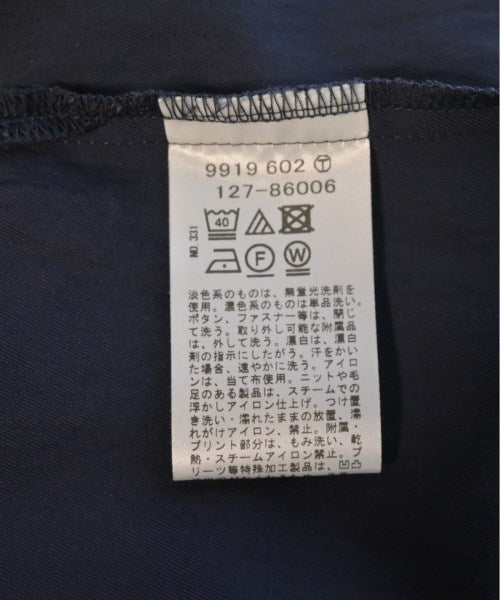 9919 602 Ⓣ
127-86006
NO.331
40
F W
淡色系のものは、無蛍光洗剤を
使用。濃色系のものは単品洗い。
ボタン、ファスナー等は、閉じ
て洗う。取り外し可能な付属品
は、外して洗う。漂白は、漂白
剤の指示にしたがう。汗をかい
た場合、速やかに洗う。アイロ
ンは、当て布使用。ニットや毛
足のある製品は、スチームでの
浮かしアイロン仕上げ。つけ置
き洗い・濡れたままの放置、濡
れがけアイロン、禁止。附属・
プリント部分は、もみ洗い、乾
熱・スチームアイロン禁止。プ
リーツ等特殊加工製品は、凹凸